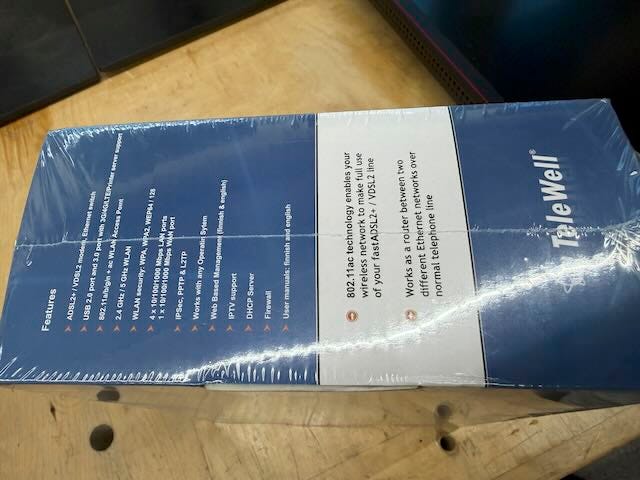 Features
ADSL2+ / VDSL2 modem, Ethernet switch
USB 2.0 port and 3.0 port with 3G/4G/LTE/Printer server support
802.11a/b/g/n + ac WLAN Access Point
2.4 GHz / 5 GHz WLAN
WLAN security: WPA, WPA2, WEP64 / 128
4 x 10/100/1000 Mbps LAN ports
1 x 10/100/1000 Mbps WAN port
IPSec, PPTP & L2TP
Works with any Operatin System
Web Based Management (finnish & english)
IPTV support
DHCP Server
Firewall
User manuals: finnish and english
802.11ac technology enables your
wireless network to make full use
of your fastADSL2+ / VDSL2 line
Works as a router between two
different Ethernet networks over
normal telephone line
TeleWell®